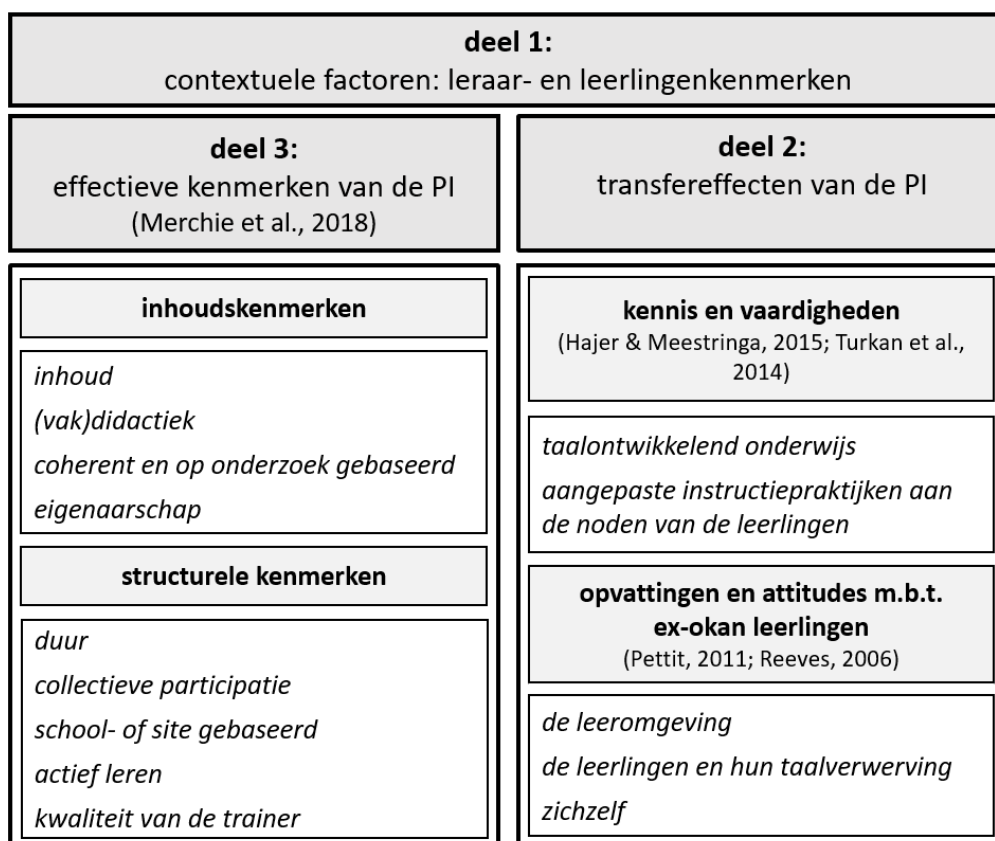 deel 1:
contextuele factoren: leraar- en leerlingenkenmerken
deel 3:
effectieve kenmerken van de PI
(Merchie et al., 2018)
inhoudskenmerken
inhoud
(vak)didactiek
coherent en op onderzoek gebaseerd
eigenaarschap
structurele kenmerken
duur
collectieve participatie
school- of site gebaseerd
actief leren
kwaliteit van de trainer
deel 2:
transfereffecten van de PI
kennis en vaardigheden
(Hajer & Meestringa, 2015; Turkan et al.,
2014)
taalontwikkelend onderwijs
aangepaste instructiepraktijken aan
de noden van de leerlingen
opvattingen en attitudes m.b.t.
ex-okan leerlingen
(Pettit, 2011; Reeves, 2006)
de leeromgeving
de leerlingen en hun taalverwerving
zichzelf